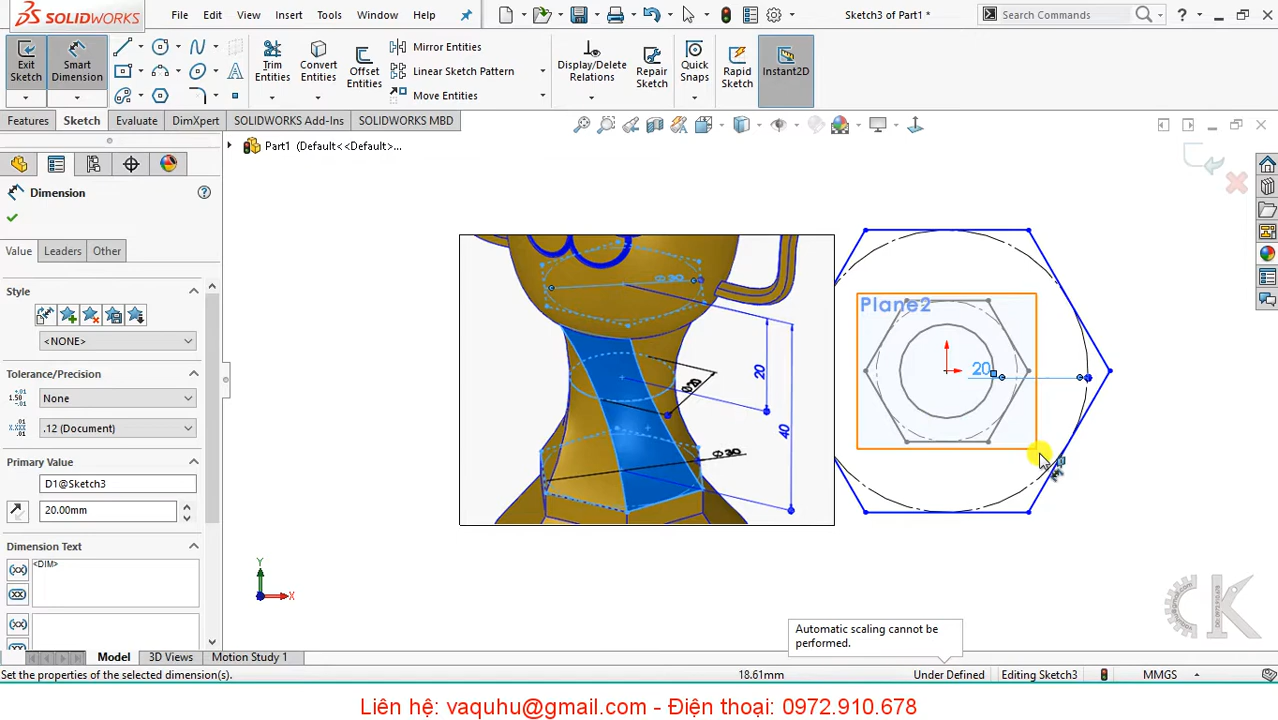 SOLIDWORKS File Edit View Insert Tools Window Help Sketch3 of Part1 * Search Commands ?
Exit Sketch Smart Dimension Trim Entities Convert Entities Offset Entities Mirror Entities Linear Sketch Pattern Move Entities Display/Delete Relations Repair Sketch Quick Snaps Rapid Sketch Instant2D
Features Sketch Evaluate DimXpert SOLIDWORKS Add-Ins SOLIDWORKS MBD
Part1 (Default<<Default>...
Dimension
Value Leaders Other
Style
<NONE>
Tolerance/Precision
None
.12 (Document)
Primary Value
D1@Sketch3
20.00mm
Dimension Text
<DIM>
Ø30
20
Ø20
40
Ø30
Plane2
20
Y
X
CK
Automatic scaling cannot be
performed.
Model 3D Views Motion Study 1
Set the properties of the selected dimension(s). 18.61mm Under Defined Editing Sketch3 MMGS
Liên hệ: vaquhu@gmail.com - Điện thoại: 0972.910.678